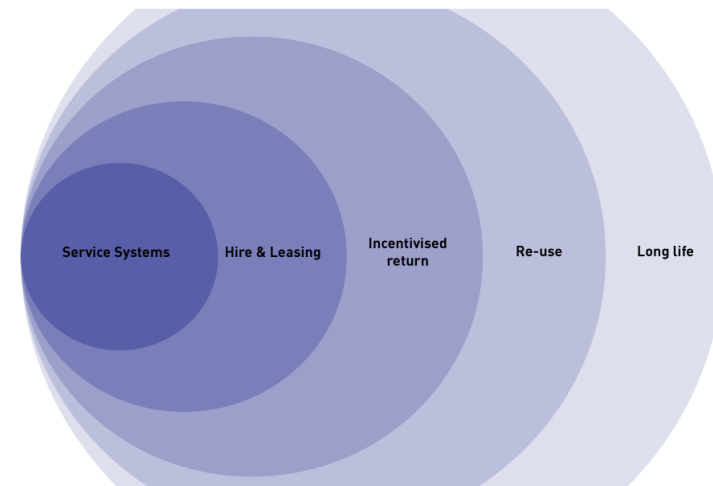 Service Systems
Hire & Leasing
Incentivised
return
Re-use
Long life